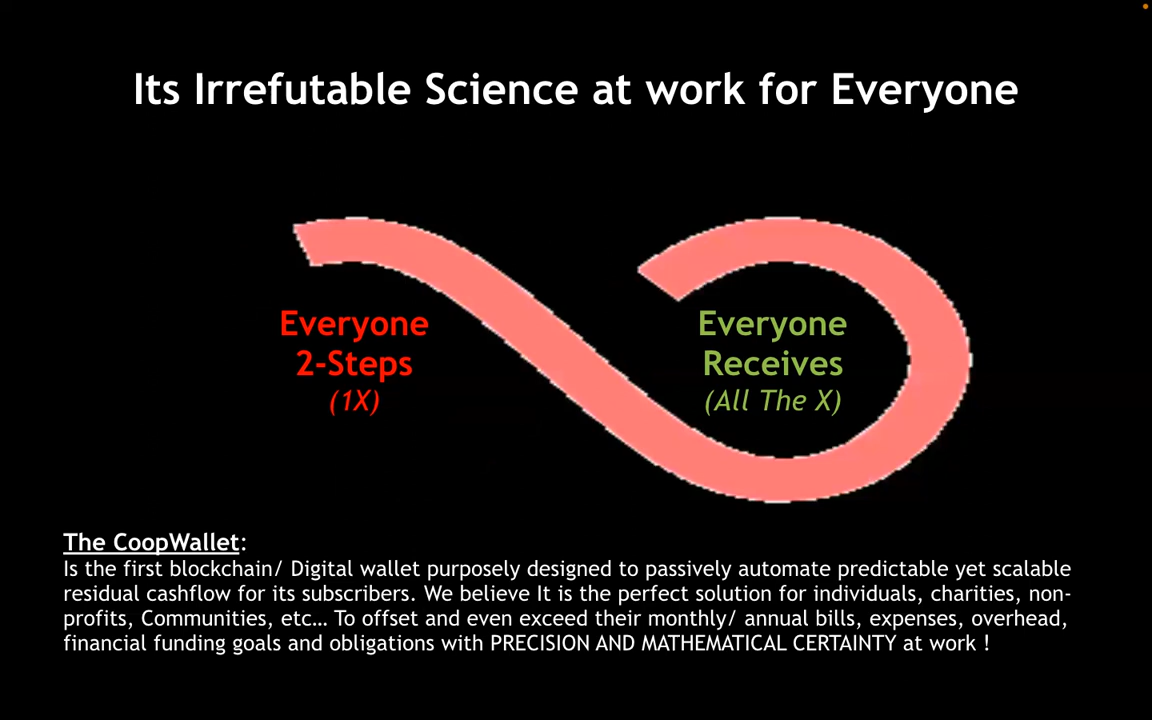 Its Irrefutable Science at work for Everyone
Everyone
2-Steps
(1X)
Everyone
Receives
(All The X)
The CoopWallet:
Is the first blockchain/ Digital wallet purposely designed to passively automate predictable yet scalable
residual cashflow for its subscribers. We believe It is the perfect solution for individuals, charities, non-
profits, Communities, etc… To offset and even exceed their monthly/ annual bills, expenses, overhead,
financial funding goals and obligations with PRECISION AND MATHEMATICAL CERTAINTY at work !